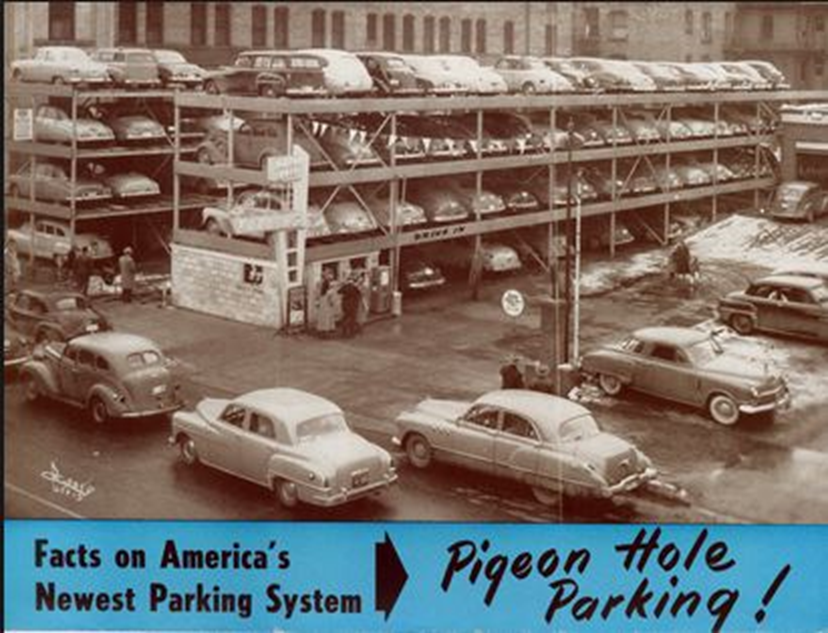 DRIVE IN
Facts on America's
Newest Parking System
Pigeon Hole
Parking!